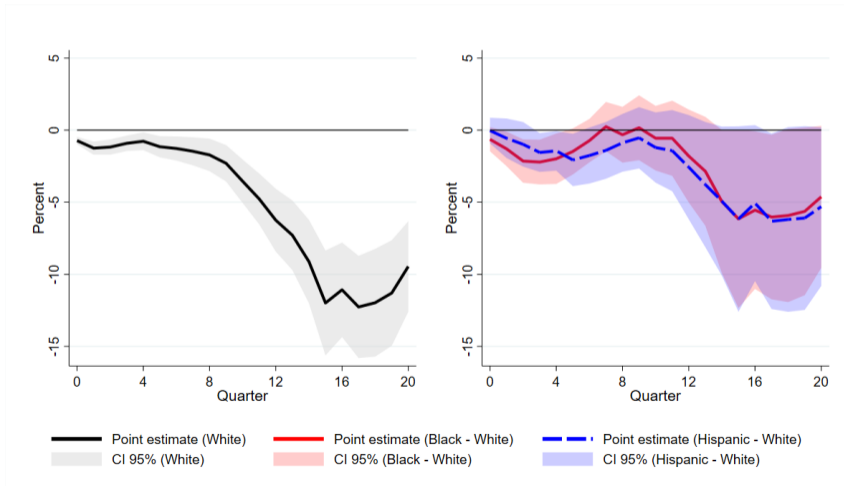 5
0
-5
-10
-15
Percent
0 4 8 12 16 20
Quarter
5
0
-5
-10
-15
Percent
0 4 8 12 16 20
Quarter
Point estimate (White) Point estimate (Black - White) Point estimate (Hispanic - White)
CI 95% (White) CI 95% (Black - White) CI 95% (Hispanic - White)